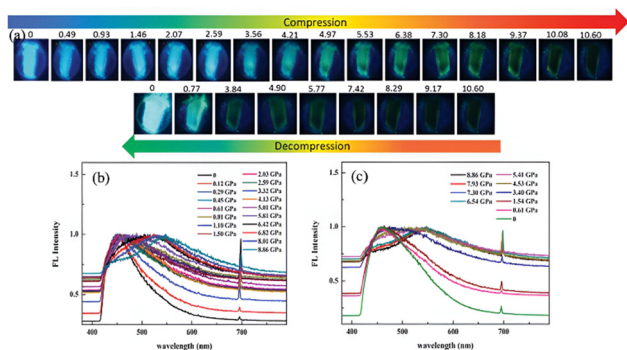 Compression
(a)
0 0.49 0.93 1.46 2.07 2.59 3.56 4.21 4.97 5.53 6.38 7.30 8.18 9.37 10.08 10.60
0 0.77 3.84 4.90 5.77 7.42 8.29 9.17 10.60
Decompression
(b)
0 2.03 GPa
0.12 GPa 2.59 GPa
0.29 GPa 3.32 GPa
0.45 GPa 4.13 GPa
0.61 GPa 5.01 GPa
0.81 GPa 5.81 GPa
1.10 GPa 6.42 GPa
1.50 GPa 6.82 GPa
8.01 GPa
8.86 GPa
FL Intensity
1.5
1.0
0.5
400 500 600 700
wavelength (nm)
(c)
8.86 GPa 5.41 GPa
7.93 GPa 4.53 GPa
7.30 GPa 3.40 GPa
6.54 GPa 1.54 GPa
0.61 GPa
0
FL Intensity
1.5
1.0
0.5
400 500 600 700
wavelength (nm)